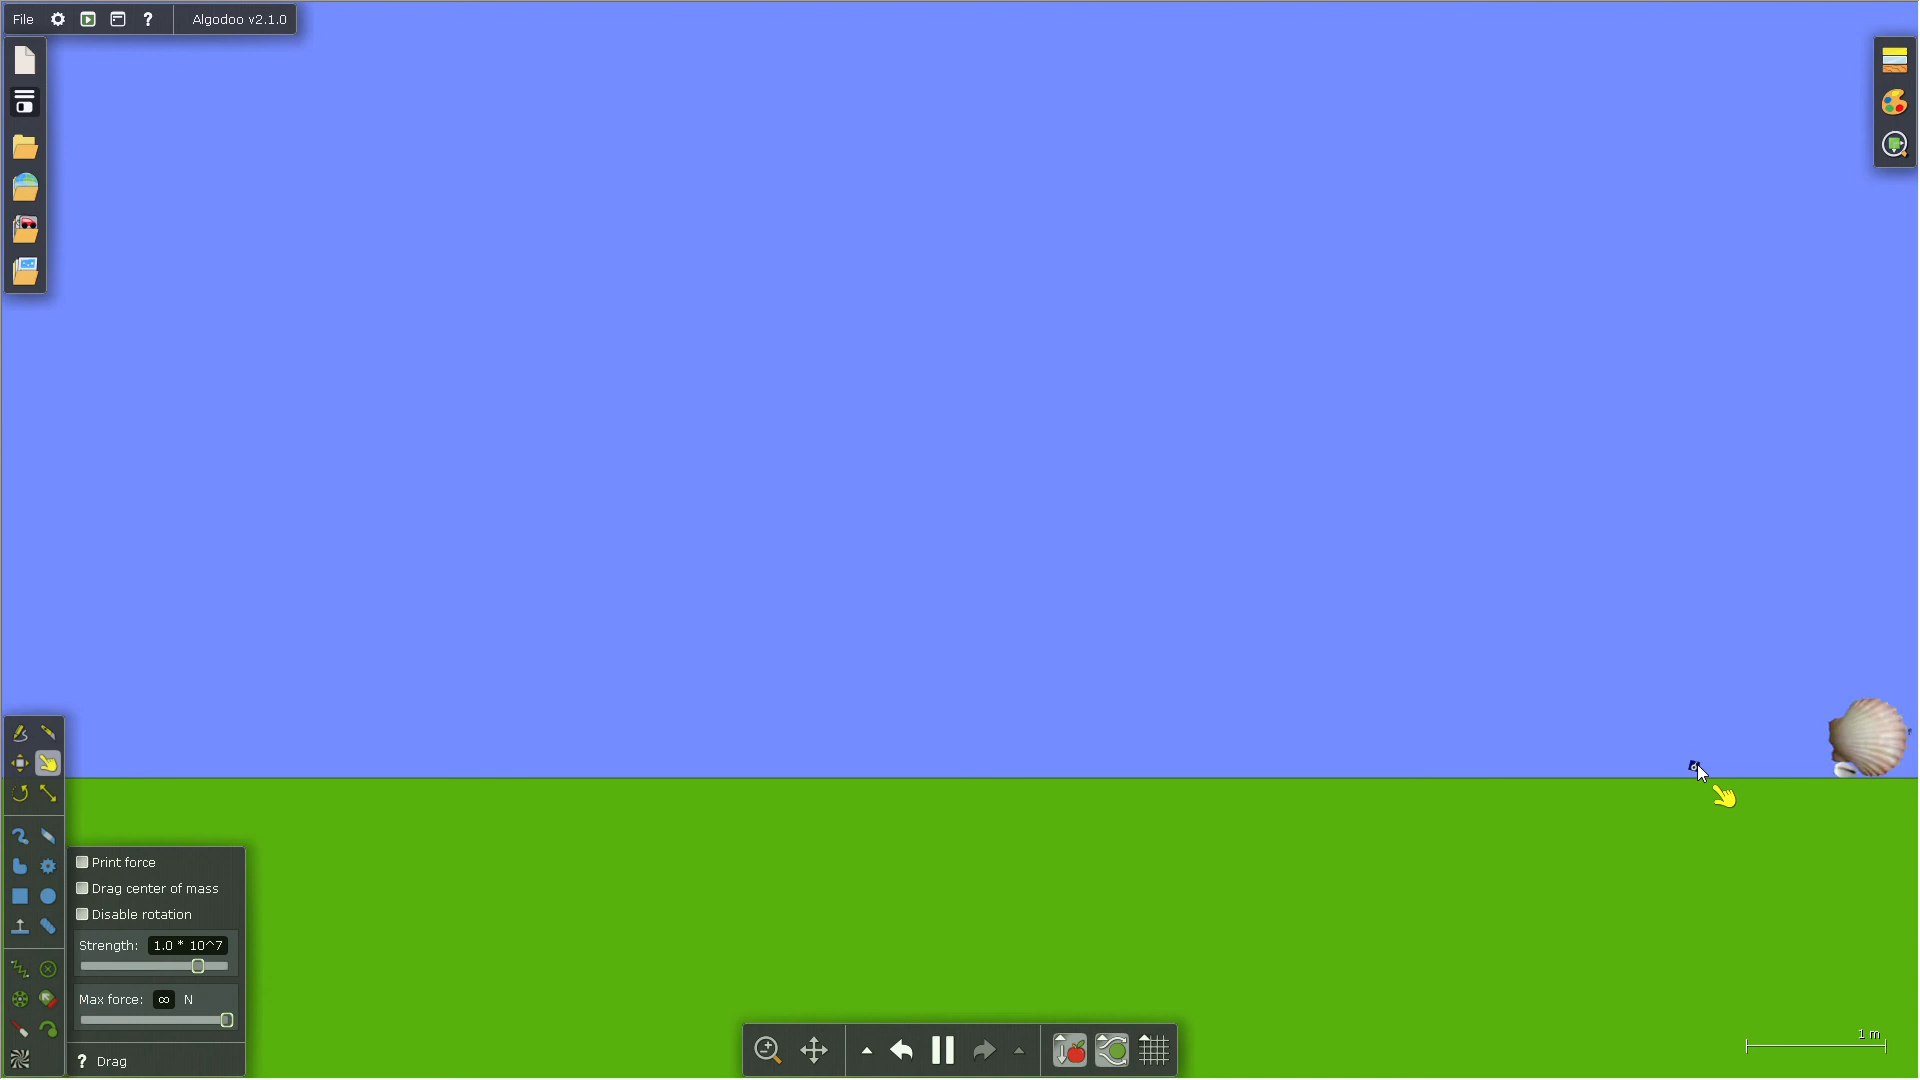 File ? Algodoo v2.1.0
Print force
Drag center of mass
Disable rotation
Strength: 1.0 * 10^7
Max force: ∞ N
? Drag
1 m